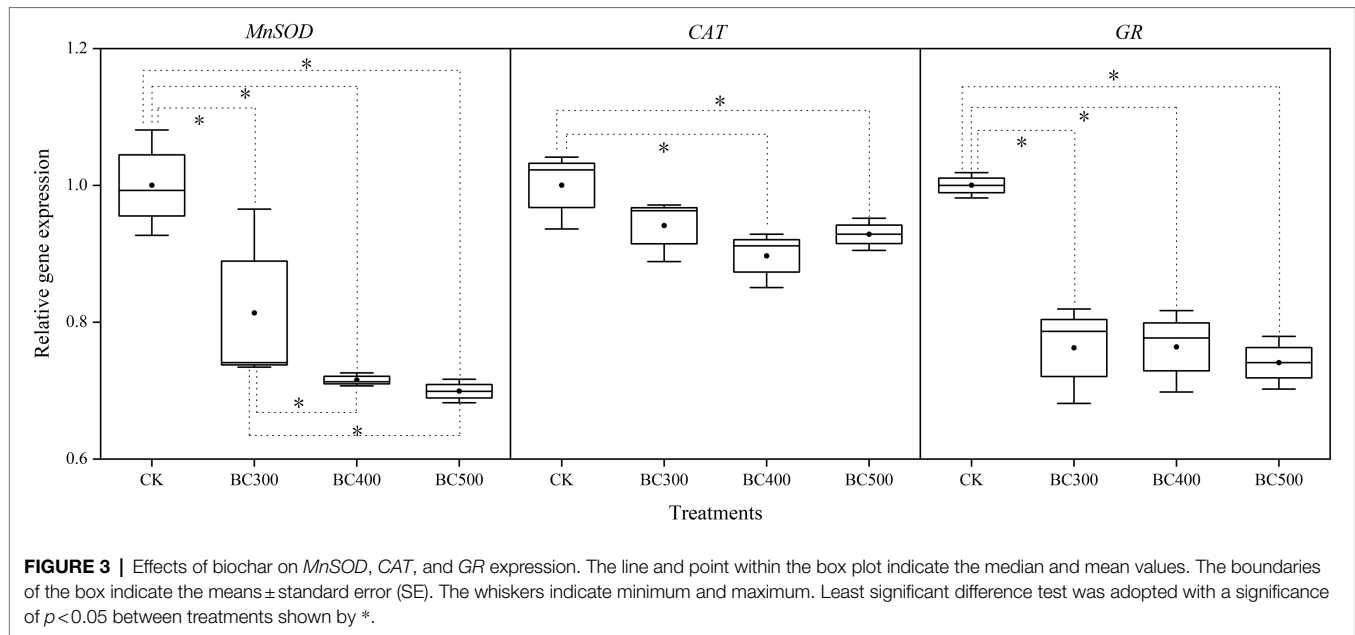 MnSOD CAT GR
1.2
1.0
0.8
0.6
Relative gene expression
* * * * *
* *
* * *
CK BC300 BC400 BC500 CK BC300 BC400 BC500 CK BC300 BC400 BC500
Treatments
FIGURE 3 | Effects of biochar on MnSOD, CAT, and GR expression. The line and point within the box plot indicate the median and mean values. The boundaries
of the box indicate the means ± standard error (SE). The whiskers indicate minimum and maximum. Least significant difference test was adopted with a significance
of p < 0.05 between treatments shown by *.